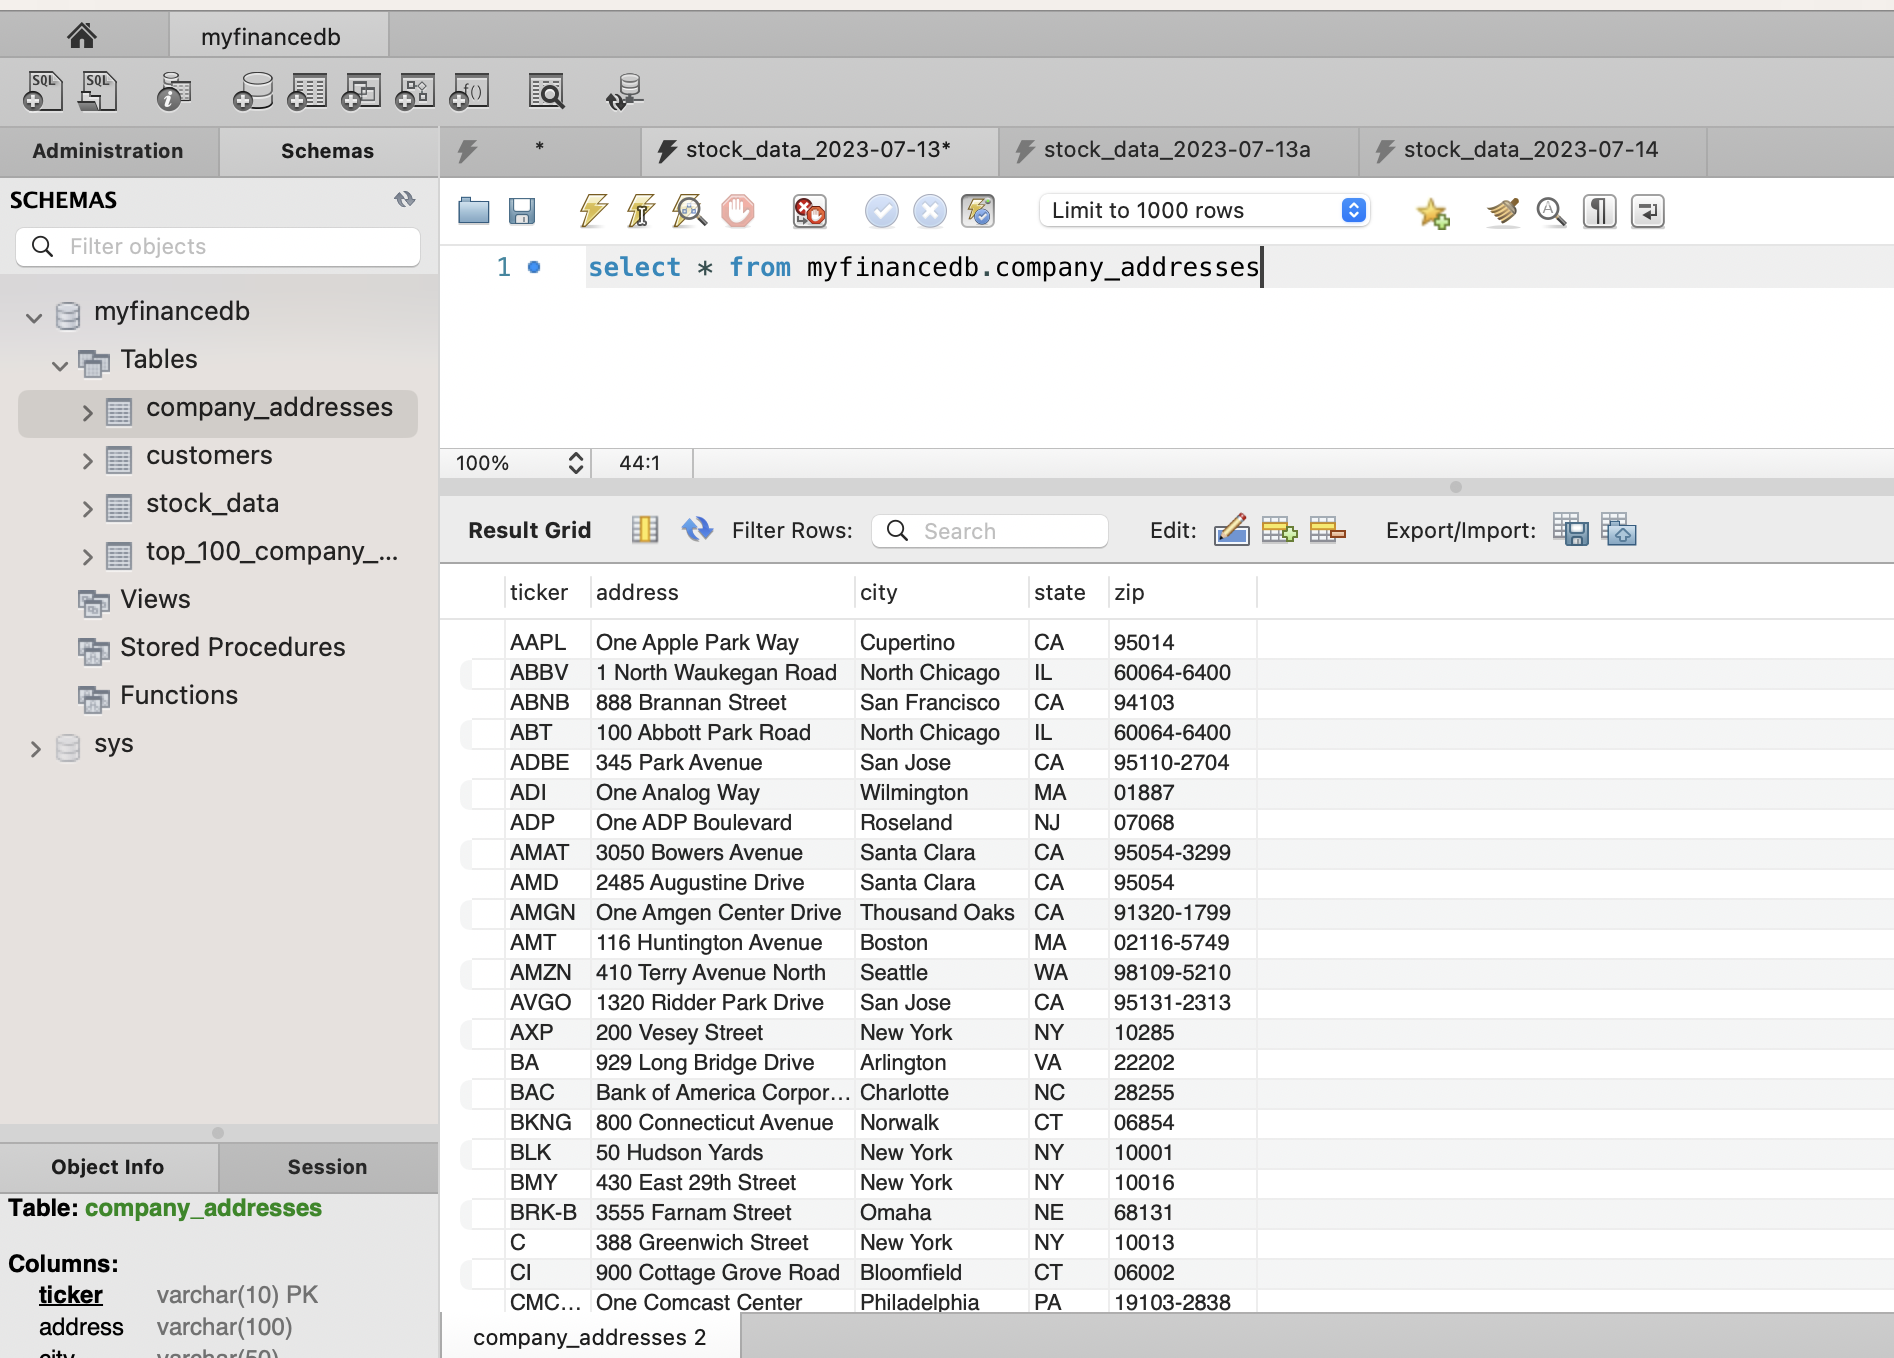 myfinancedb
SQL SQL
Administration Schemas
* stock_data_2023-07-13* stock_data_2023-07-13a stock_data_2023-07-14
SCHEMAS
Filter objects
Limit to 1000 rows
1 select * from myfinancedb.company_addresses
myfinancedb
Tables
company_addresses
customers
stock_data
top_100_company_...
Views
Stored Procedures
Functions
sys
100% 44:1
Result Grid Filter Rows: Search Edit: Export/Import:
ticker address city state zip
AAPL One Apple Park Way Cupertino CA 95014
ABBV 1 North Waukegan Road North Chicago IL 60064-6400
ABNB 888 Brannan Street San Francisco CA 94103
ABT 100 Abbott Park Road North Chicago IL 60064-6400
ADBE 345 Park Avenue San Jose CA 95110-2704
ADI One Analog Way Wilmington MA 01887
ADP One ADP Boulevard Roseland NJ 07068
AMAT 3050 Bowers Avenue Santa Clara CA 95054-3299
AMD 2485 Augustine Drive Santa Clara CA 95054
AMGN One Amgen Center Drive Thousand Oaks CA 91320-1799
AMT 116 Huntington Avenue Boston MA 02116-5749
AMZN 410 Terry Avenue North Seattle WA 98109-5210
AVGO 1320 Ridder Park Drive San Jose CA 95131-2313
AXP 200 Vesey Street New York NY 10285
BA 929 Long Bridge Drive Arlington VA 22202
BAC Bank of America Corpor... Charlotte NC 28255
BKNG 800 Connecticut Avenue Norwalk CT 06854
BLK 50 Hudson Yards New York NY 10001
BMY 430 East 29th Street New York NY 10016
BRK-B 3555 Farnam Street Omaha NE 68131
C 388 Greenwich Street New York NY 10013
CI 900 Cottage Grove Road Bloomfield CT 06002
CMC... One Comcast Center Philadelphia PA 19103-2838
company_addresses 2
Object Info Session
Table: company_addresses
Columns:
ticker varchar(10) PK
address varchar(100)
city varchar(50)